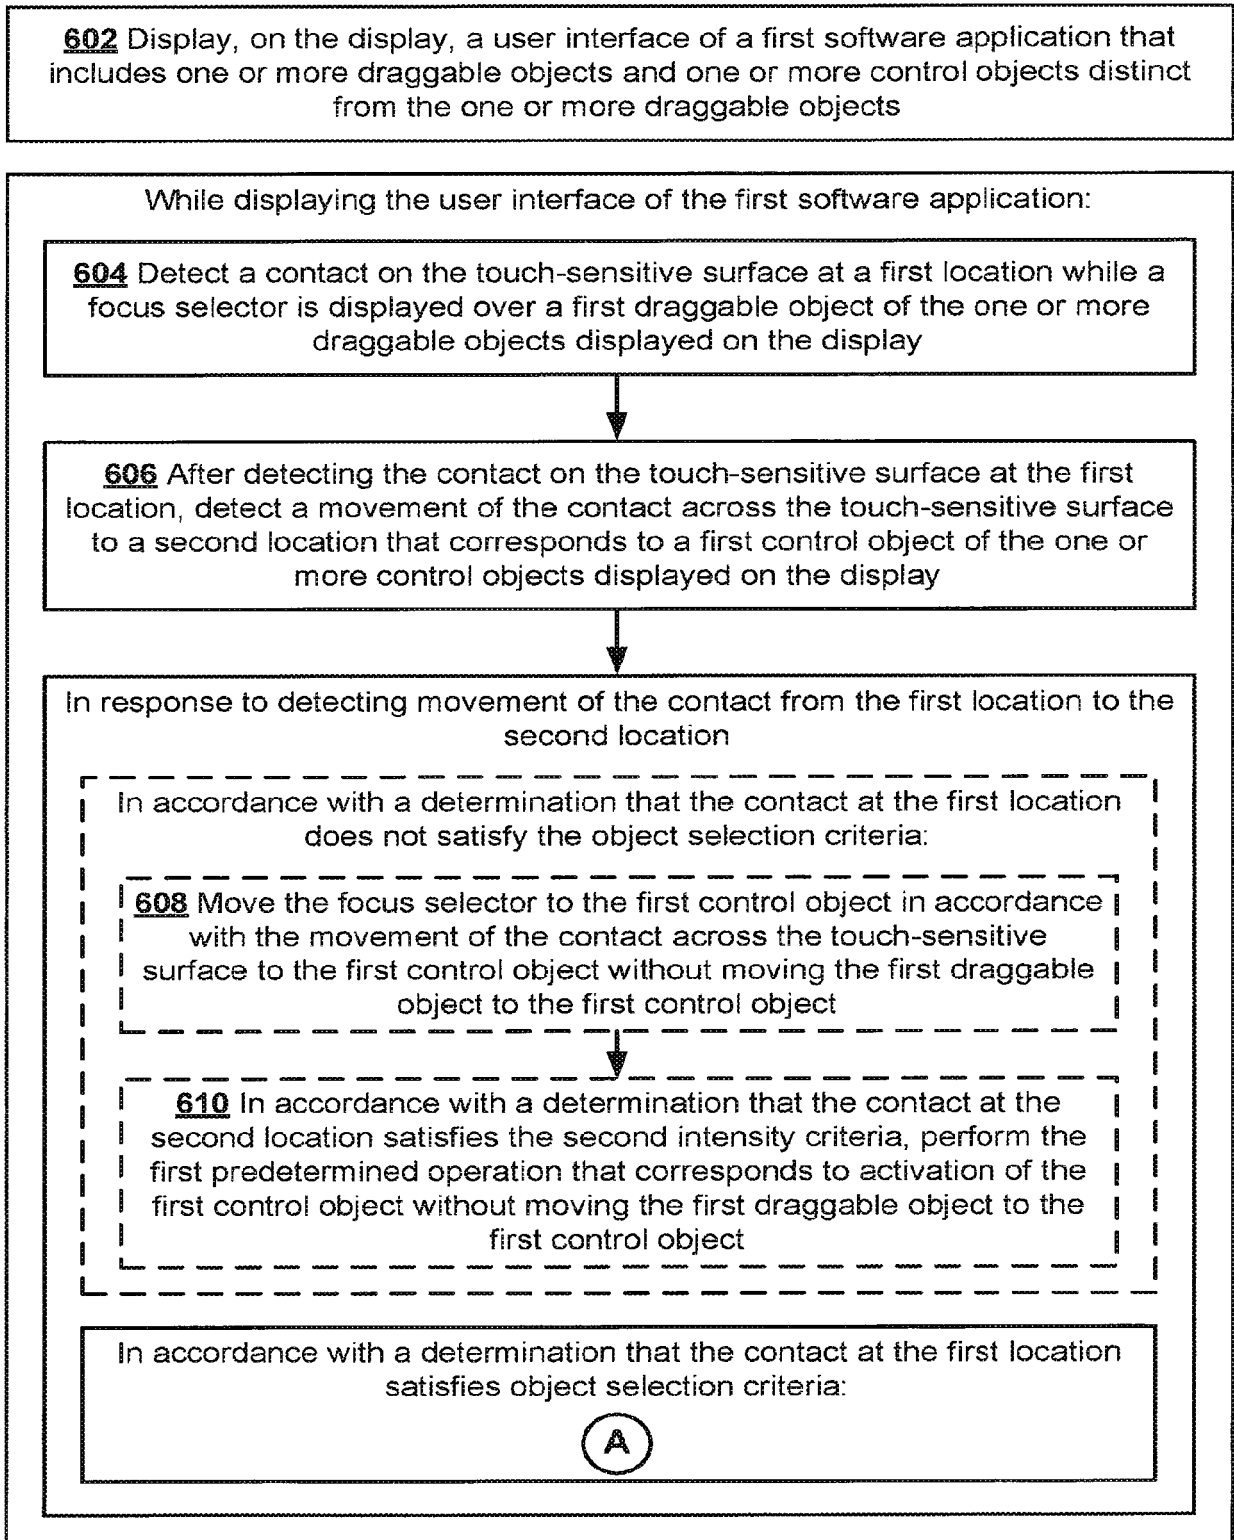 602 Display, on the display, a user interface of a first software application that
includes one or more draggable objects and one or more control objects distinct
from the one or more draggable objects
While displaying the user interface of the first software application:
604 Detect a contact on the touch-sensitive surface at a first location while a
focus selector is displayed over a first draggable object of the one or more
draggable objects displayed on the display
606 After detecting the contact on the touch-sensitive surface at the first
location, detect a movement of the contact across the touch-sensitive surface
to a second location that corresponds to a first control object of the one or
more control objects displayed on the display
In response to detecting movement of the contact from the first location to the
second location
In accordance with a determination that the contact at the first location
does not satisfy the object selection criteria:
608 Move the focus selector to the first control object in accordance
with the movement of the contact across the touch-sensitive
surface to the first control object without moving the first draggable
object to the first control object
610 In accordance with a determination that the contact at the
second location satisfies the second intensity criteria, perform the
first predetermined operation that corresponds to activation of the
first control object without moving the first draggable object to the
first control object
In accordance with a determination that the contact at the first location
satisfies object selection criteria:
A